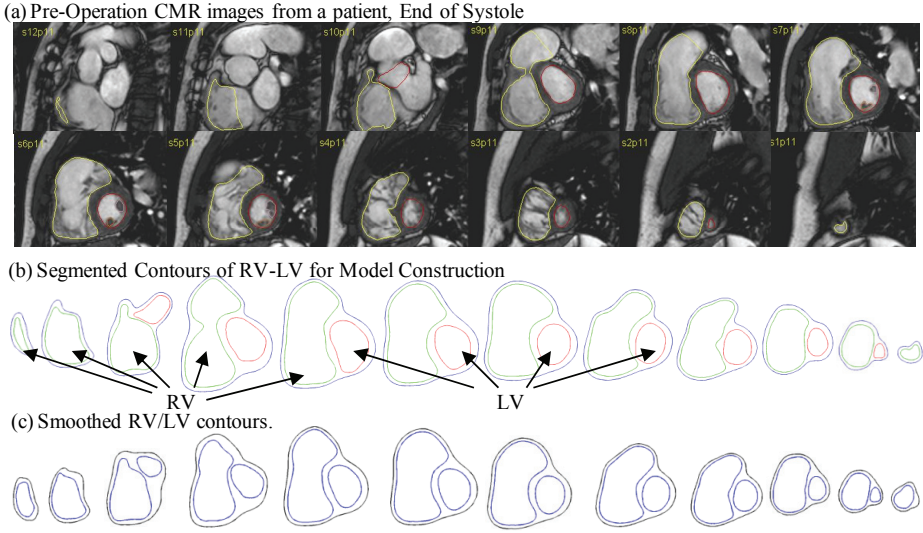 (a) Pre-Operation CMR images from a patient, End of Systole
s12p11 s11p11 s10p11 s9p11 s8p11 s7p11
s6p11 s5p11 s4p11 s3p11 s2p11 s1p11
(b) Segmented Contours of RV-LV for Model Construction
RV LV
(c) Smoothed RV/LV contours.